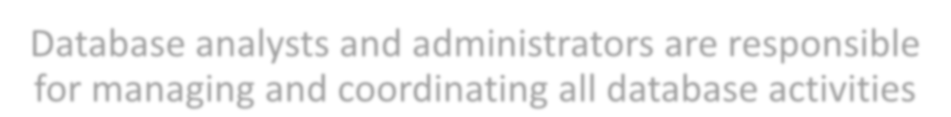 Database analysts and administrators are responsible
for managing and coordinating all database activities